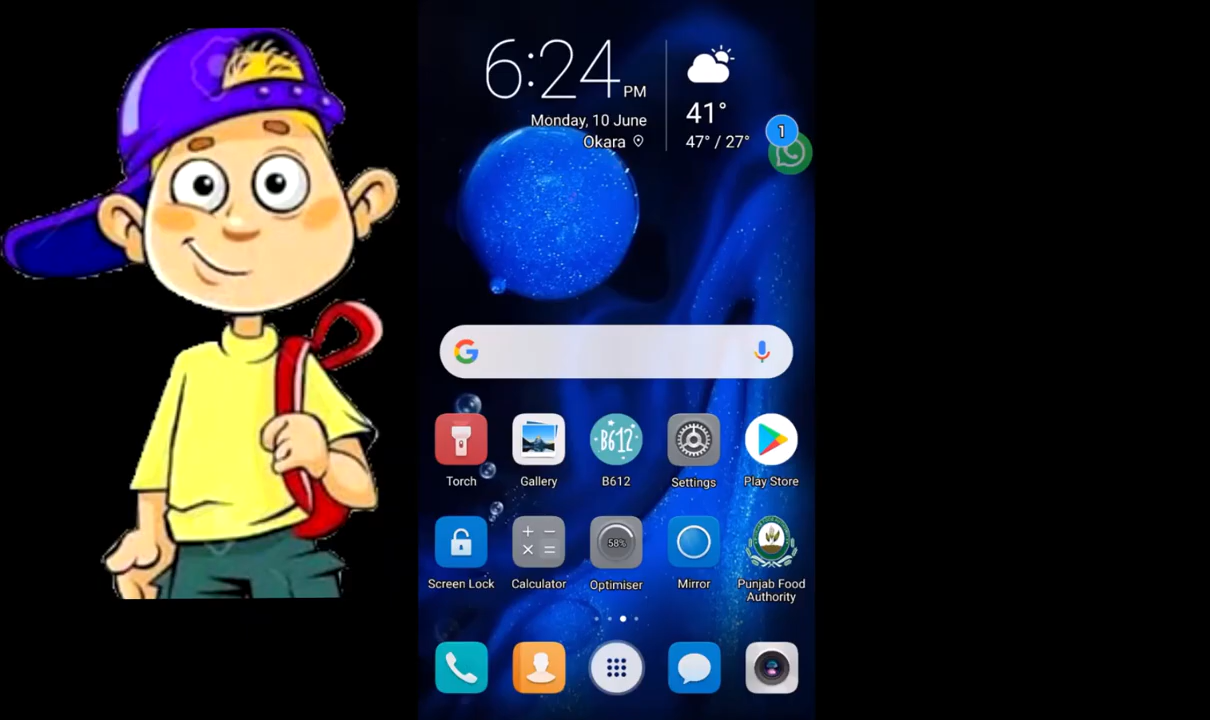 6:24 PM
Monday, 10 June
Okara
41°
47° / 27°
1
B612
Torch
Gallery
B612
Settings
Play Store
58%
Screen Lock
Calculator
Optimiser
Mirror
Punjab Food
Authority